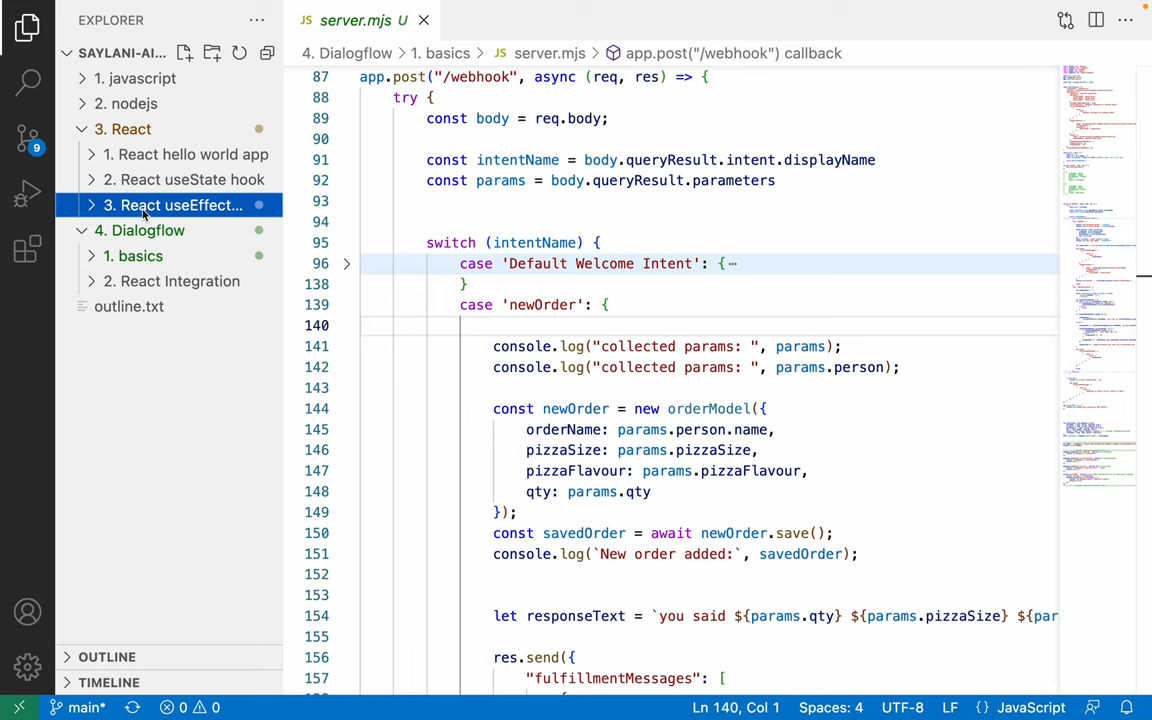 EXPLORER
SAYLANI-AI...
1. javascript
2. nodejs
3. React
1. React hello world app
2. React useState hook
3. React useEffect...
4. Dialogflow
1. basics
2. React Integration
outline.txt
OUTLINE
TIMELINE
9
JS server.mjs U
4. Dialogflow > 1. basics > JS server.mjs > app.post("/webhook") callback
87 app.post("/webhook", async (req, res) => {
88 try {
89 const body = req.body;
90
91 const intentName = body.queryResult.intent.displayName
92 const params = body.queryResult.parameters
93
94
95 switch (intentName) {
96 case 'Default Welcome Intent': {⋯
138 }
139 case 'newOrder': {
140
141 console.log("collected params: ", params);
142 console.log("collected params: ", params.person);
143
144 const newOrder = new orderModel({
145 orderName: params.person.name,
146 pizzaSize: params.pizzaSize,
147 pizzaFlavour: params.pizzaFlavour,
148 qty: params.qty
149 });
150 const savedOrder = await newOrder.save();
151 console.log(`New order added:`, savedOrder);
152
153
154 let responseText = `you said ${params.qty} ${params.pizzaSize} ${par
155
156 res.send({
157 "fulfillmentMessages": [
main* 0 0 Ln 140, Col 1 Spaces: 4 UTF-8 LF {} JavaScript